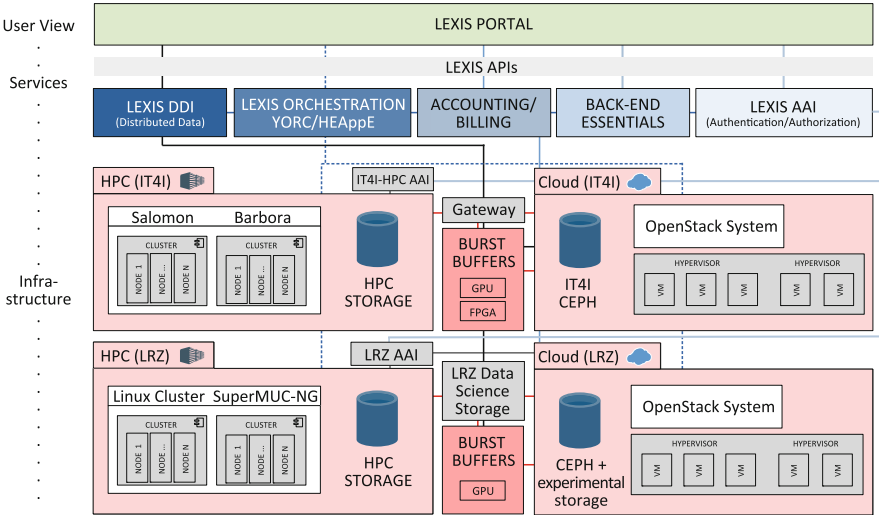 User View
LEXIS PORTAL
Services
LEXIS APIs
LEXIS DDI
(Distributed Data)
LEXIS ORCHESTRATION
YORC/HEAppE
ACCOUNTING/
BILLING
BACK-END
ESSENTIALS
LEXIS AAI
(Authentication/Authorization)
Infra-
structure
HPC (IT4I)
IT4I-HPC AAI
Cloud (IT4I)
Salomon
Barbora
CLUSTER
NODE 1
NODE ...
NODE N
CLUSTER
NODE 1
NODE ...
NODE N
HPC
STORAGE
Gateway
BURST
BUFFERS
GPU
FPGA
IT4I
CEPH
OpenStack System
HYPERVISOR
VM
VM
VM
HYPERVISOR
VM
VM
HPC (LRZ)
LRZ AAI
Cloud (LRZ)
Linux Cluster
SuperMUC-NG
CLUSTER
NODE 1
NODE ...
NODE N
CLUSTER
NODE 1
NODE ...
NODE N
HPC
STORAGE
LRZ Data
Science
Storage
BURST
BUFFERS
GPU
CEPH +
experimental
storage
OpenStack System
HYPERVISOR
VM
VM
VM
HYPERVISOR
VM
VM